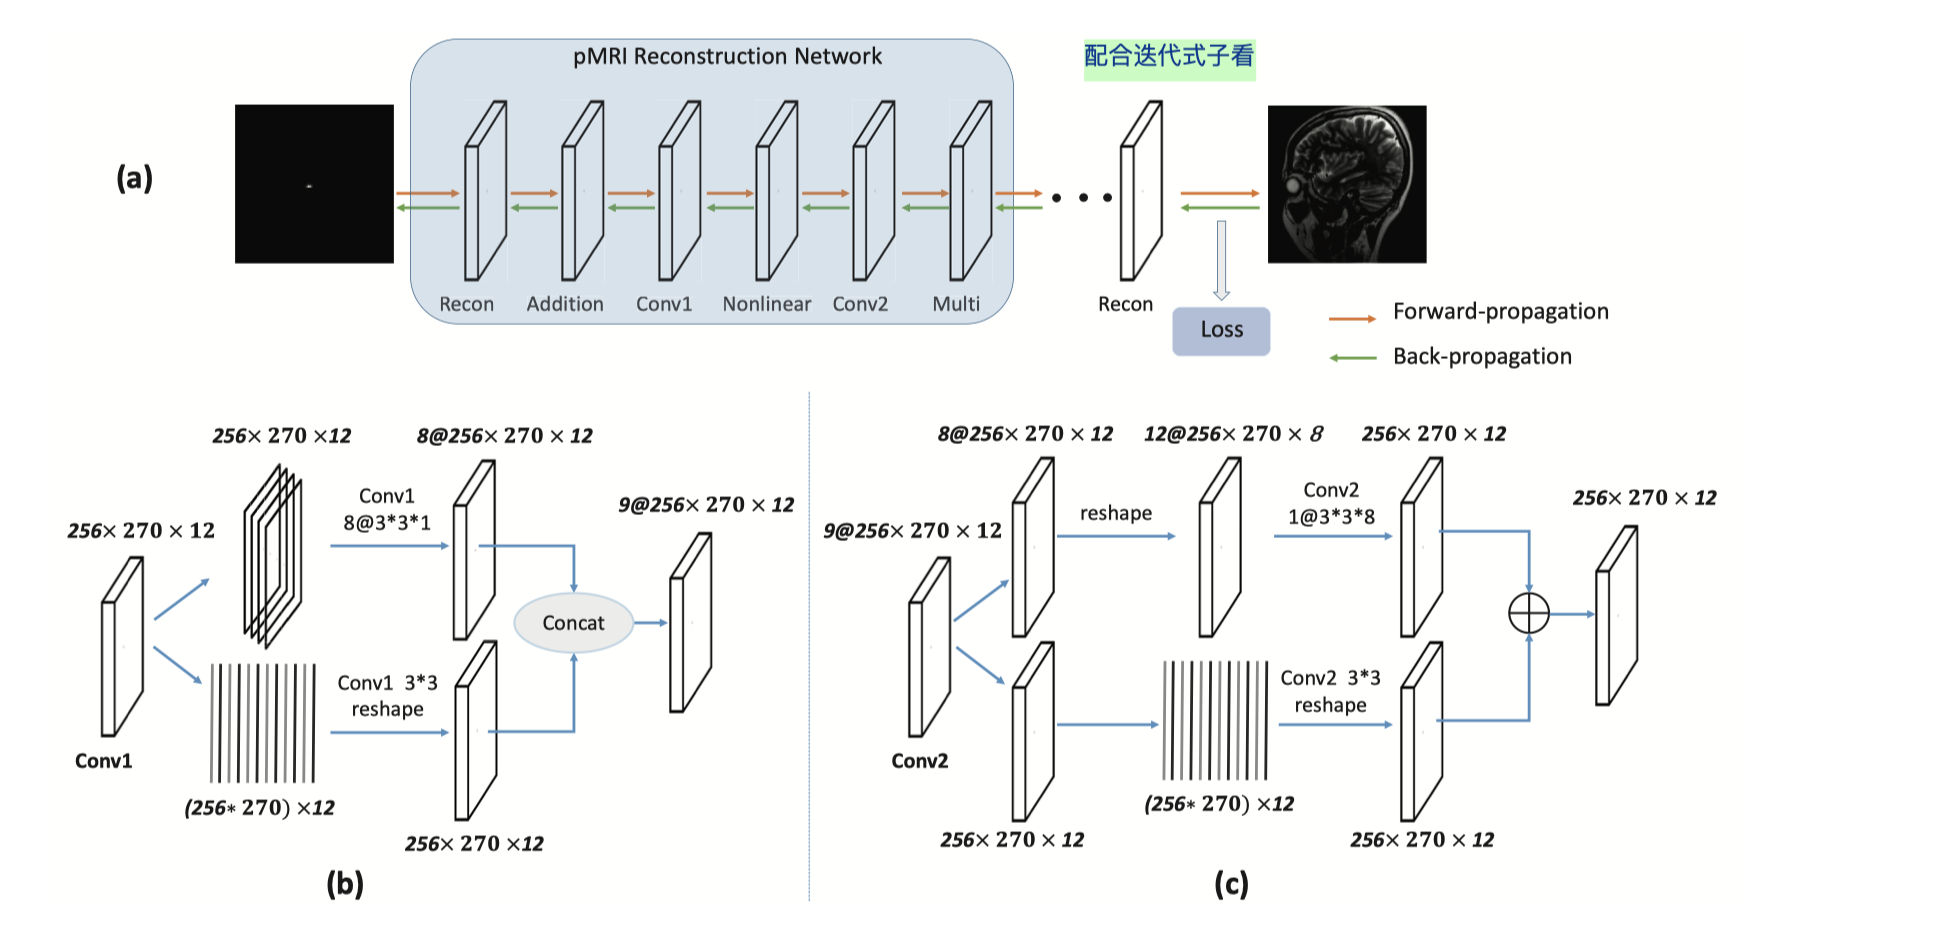 pMRI Reconstruction Network
配合迭代式子看
(a)
Recon
Addition
Conv1
Nonlinear
Conv2
Multi
Recon
Loss
Forward-propagation
Back-propagation
256× 270 ×12
8@256× 270 × 12
256× 270 × 12
Conv1
8@3*3*1
9@256× 270 × 12
Concat
Conv1 3*3
reshape
Conv1
(256* 270) ×12
256× 270 ×12
(b)
8@256× 270 × 12
12@256× 270 × 8
256× 270 × 12
9@256× 270 × 12
reshape
Conv2
1@3*3*8
256× 270 × 12
Conv2 3*3
reshape
Conv2
(256* 270) ×12
256× 270 × 12
256× 270 × 12
(c)